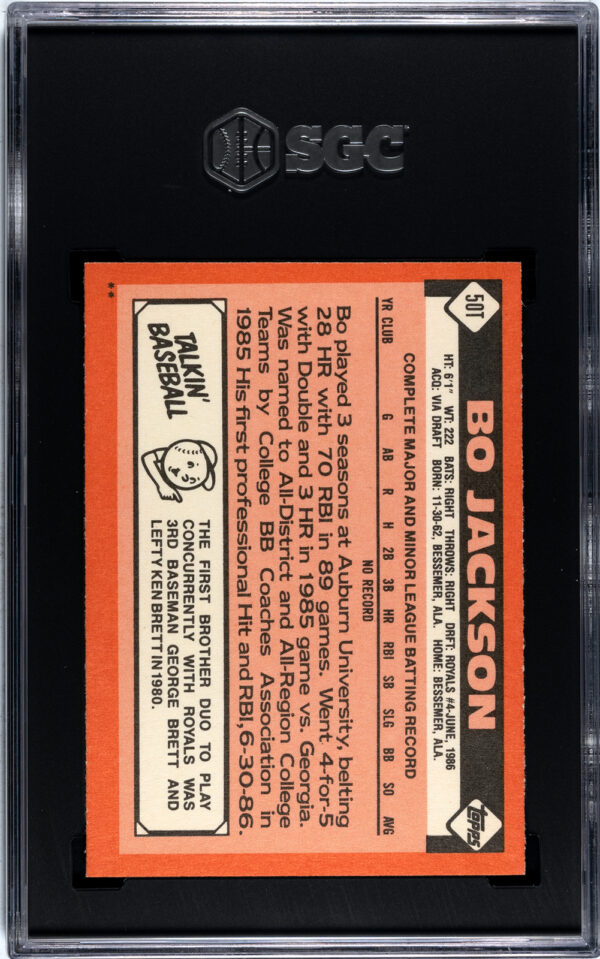 SGC
50T
BO JACKSON
topps
HT: 6'1" WT: 222 BATS: RIGHT THROWS: RIGHT DRFT: ROYALS #4-JUNE, 1986
ACQ: VIA DRAFT BORN: 11-30-62, BESSEMER, ALA. HOME: BESSEMER, ALA.
COMPLETE MAJOR AND MINOR LEAGUE BATTING RECORD
YR CLUB G AB R H 2B 3B HR RBI SB SLG BB SO AVG
NO RECORD
Bo played 3 seasons at Auburn University, belting
28 HR with 70 RBI in 89 games. Went 4-for-5
with Double and 3 HR in 1985 game vs. Georgia.
Was named to All-District and All-Region College
Teams by College BB Coaches Association in
1985 His first professional Hit and RBI, 6-30-86.
TALKIN'
BASEBALL
THE FIRST BROTHER DUO TO PLAY
CONCURRENTLY WITH ROYALS WAS
3RD BASEMAN GEORGE BRETT AND
LEFTY KEN BRETT IN 1980.
**